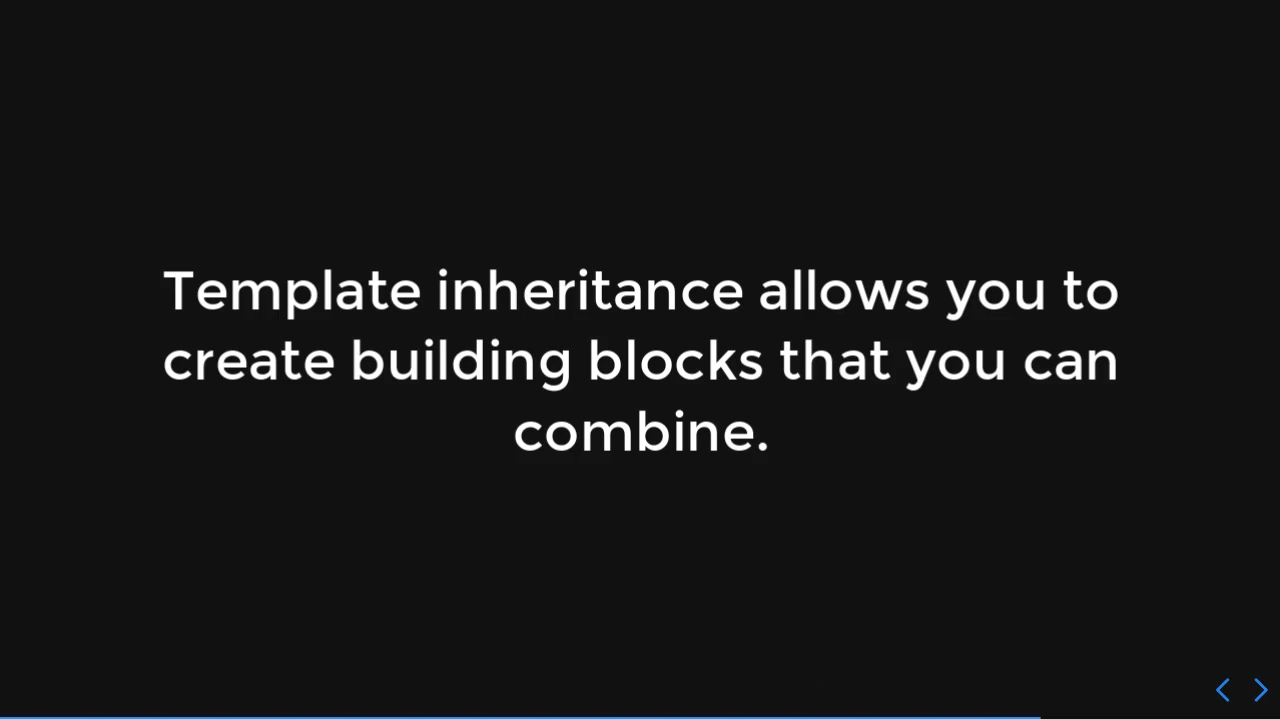 Template inheritance allows you to
create building blocks that you can
combine.